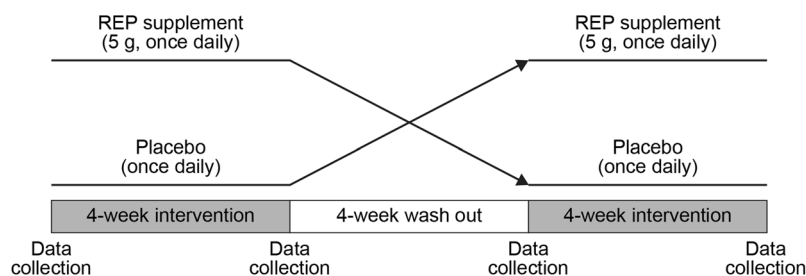 REP supplement
(5 g, once daily)
REP supplement
(5 g, once daily)
Placebo
(once daily)
Placebo
(once daily)
4-week intervention
4-week wash out
4-week intervention
Data
collection
Data
collection
Data
collection
Data
collection